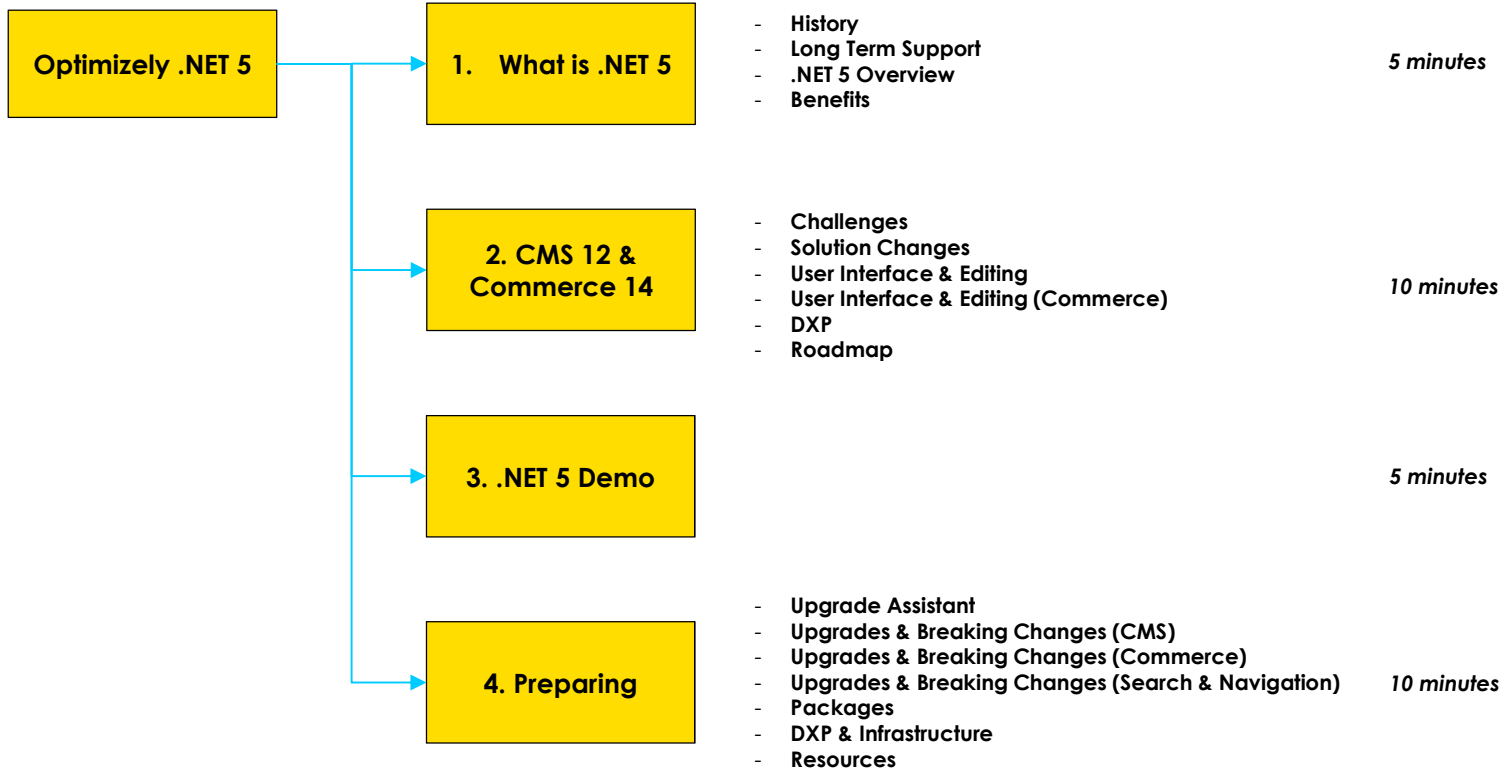 Optimizely .NET 5
1. What is .NET 5
- History
- Long Term Support
- .NET 5 Overview
- Benefits
5 minutes
2. CMS 12 &
Commerce 14
- Challenges
- Solution Changes
- User Interface & Editing
- User Interface & Editing (Commerce)
- DXP
- Roadmap
10 minutes
3. .NET 5 Demo
5 minutes
4. Preparing
- Upgrade Assistant
- Upgrades & Breaking Changes (CMS)
- Upgrades & Breaking Changes (Commerce)
- Upgrades & Breaking Changes (Search & Navigation)
- Packages
- DXP & Infrastructure
- Resources
10 minutes